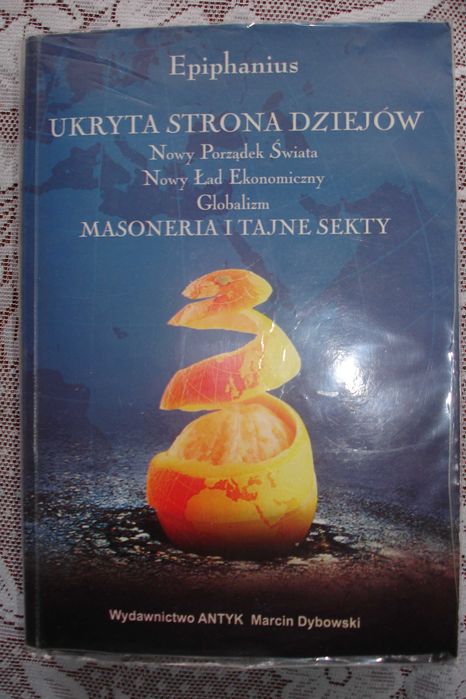 Epiphanius
UKRYTA STRONA DZIEJÓW
Nowy Porządek Świata
Nowy Ład Ekonomiczny
Globalizm
MASONERIA I TAJNE SEKTY
Wydawnictwo ANTYK Marcin Dybowski